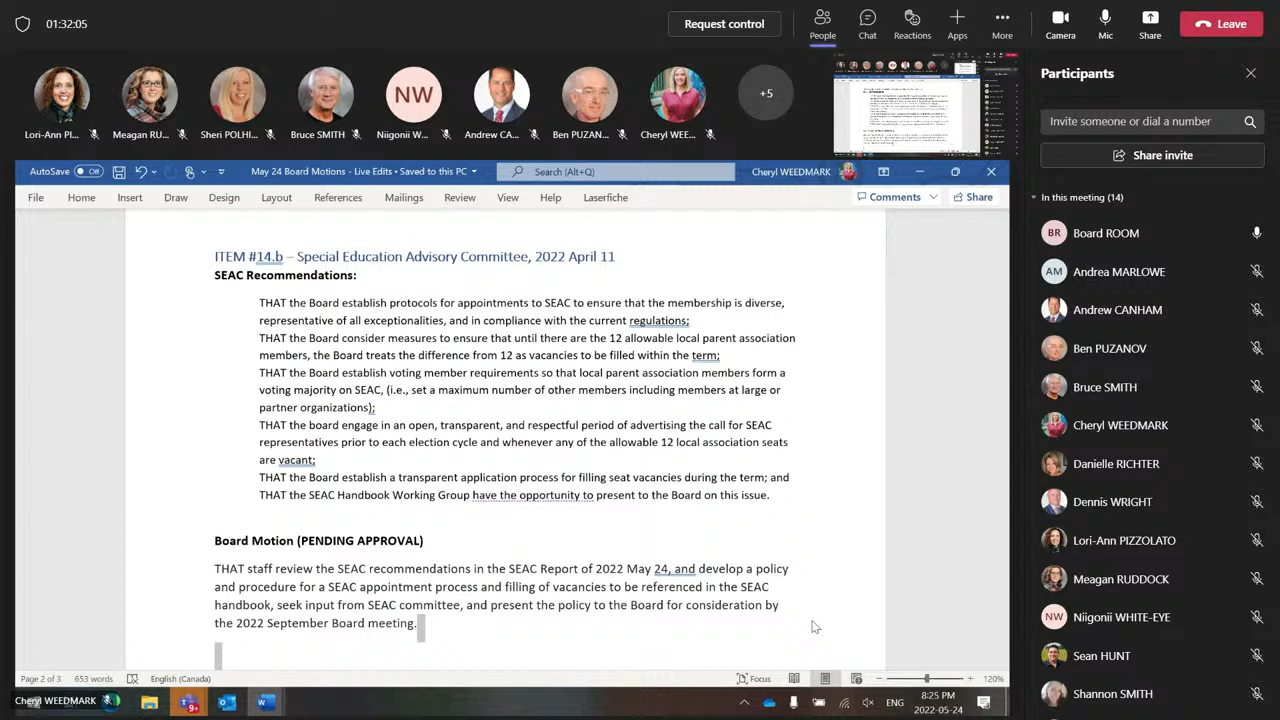 01:32:05
Request control
People
Chat
Reactions
Apps
More
Camera
Mic
Share
Leave
NW
+5
Lori-Ann PI...
Meagan RU...
SMITH
Niigonii W...
Andrew C...
PUZAN...
WEE...
Invite someone or dial a number
Share invite
AutoSave Off
May 24 Board Motions - Live Edits • Saved to this PC
Search (Alt+Q)
Cheryl WEEDMARK
File Home Insert Draw Design Layout References Mailings Review View Help Laserfiche
Comments
Share
ITEM #14.b – Special Education Advisory Committee, 2022 April 11
SEAC Recommendations:
THAT the Board establish protocols for appointments to SEAC to ensure that the membership is diverse,
representative of all exceptionalities, and in compliance with the current regulations;
THAT the Board consider measures to ensure that until there are the 12 allowable local parent association
members, the Board treats the difference from 12 as vacancies to be filled within the term;
THAT the Board establish voting member requirements so that local parent association members form a
voting majority on SEAC, (i.e., set a maximum number of other members including members at large or
partner organizations);
THAT the board engage in an open, transparent, and respectful period of advertising the call for SEAC
representatives prior to each election cycle and whenever any of the allowable 12 local association seats
are vacant;
THAT the Board establish a transparent application process for filling seat vacancies during the term; and
THAT the SEAC Handbook Working Group have the opportunity to present to the Board on this issue.
Board Motion (PENDING APPROVAL)
THAT staff review the SEAC recommendations in the SEAC Report of 2022 May 24, and develop a policy
and procedure for a SEAC appointment process and filling of vacancies to be referenced in the SEAC
handbook, seek input from SEAC committee, and present the policy to the Board for consideration by
the 2022 September Board meeting.
Page 2 of 3
653 words
English (Canada)
Focus
120%
Cheryl WEEDMARK
ENG
8:25 PM
2022-05-24
In this meeting (14)
BR Board ROOM
AM Andrea MARLOWE
Andrew CANHAM
Ben PUZANOV
Bruce SMITH
Cheryl WEEDMARK
Danielle RICHTER
Dennis WRIGHT
Lori-Ann PIZZOLATO
Meagan RUDDOCK
NW Niigonii WHITE-EYE
Sean HUNT
Shannon SMITH